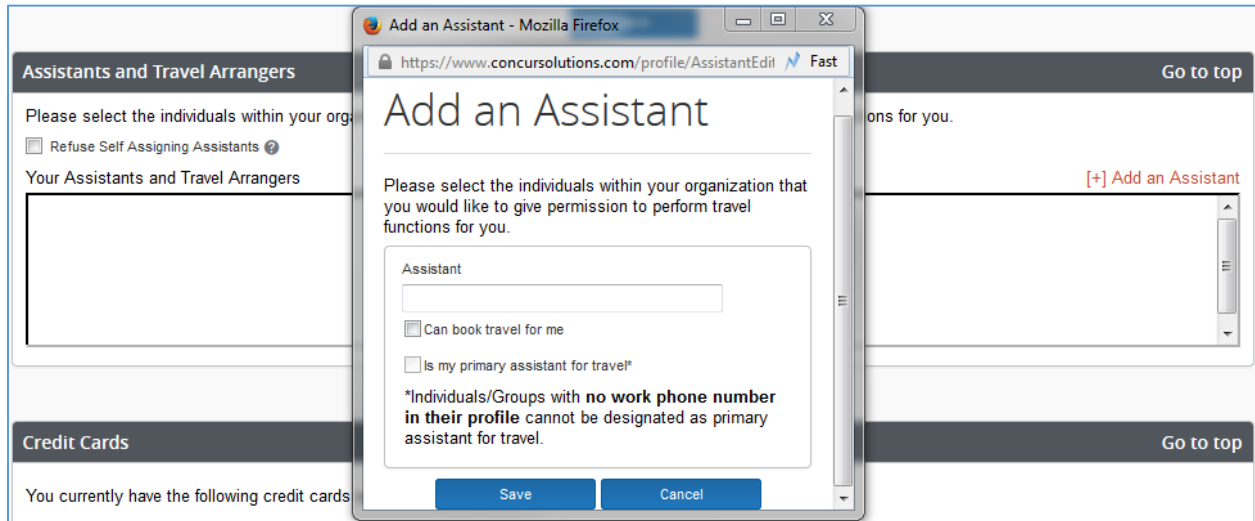 Add an Assistant - Mozilla Firefox
https://www.concursolutions.com/profile/AssistantEdit Fast
Assistants and Travel Arrangers
Go to top
Please select the individuals within your orga
ons for you.
Refuse Self Assigning Assistants
Your Assistants and Travel Arrangers
[+] Add an Assistant
Add an Assistant
Please select the individuals within your organization that
you would like to give permission to perform travel
functions for you.
Assistant
Can book travel for me
Is my primary assistant for travel*
*Individuals/Groups with no work phone number
in their profile cannot be designated as primary
assistant for travel.
Save
Cancel
Credit Cards
Go to top
You currently have the following credit cards